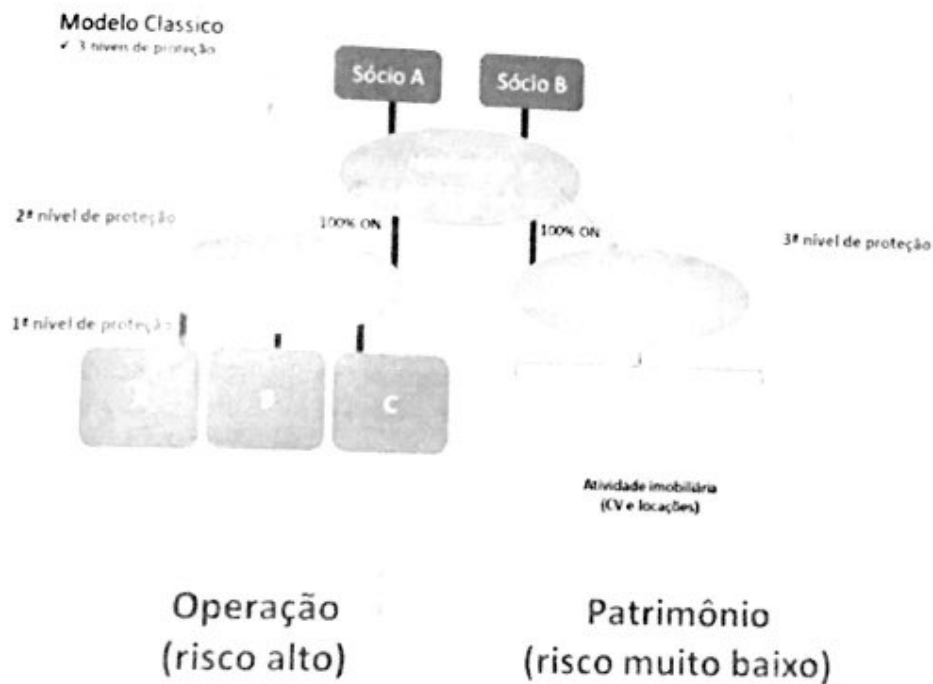 Modelo Classico
✓ 3 níveis de proteção
Sócio A
Sócio B
2º nível de proteção
100% ON
100% ON
3º nível de proteção
1º nível de proteção
B
C
Atividade imobiliária
(CV e locações)
Operação
(risco alto)
Patrimônio
(risco muito baixo)